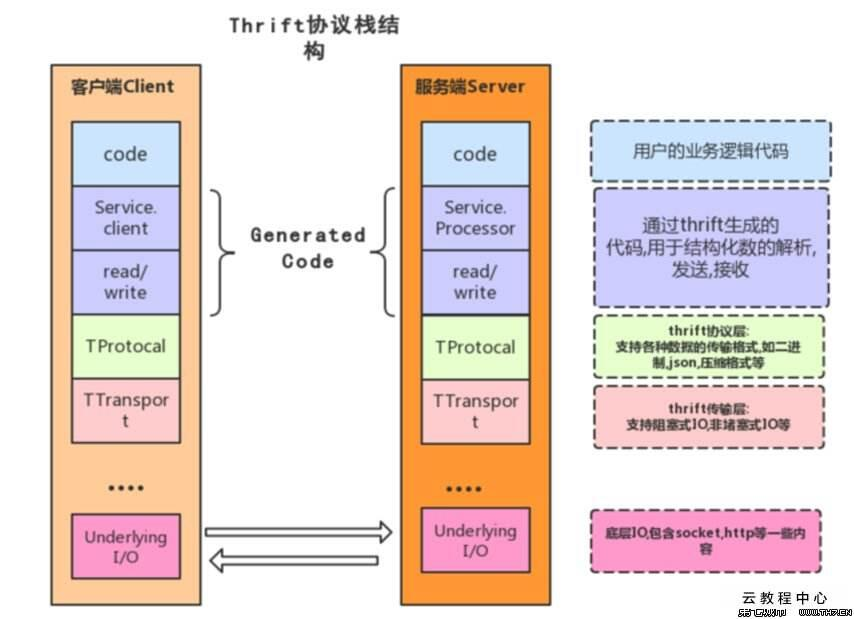 Thrift协议栈结
构
客户端Client
code
Service.
client
read/
write
TProtocal
TTranspor
t
....
Underlying
I/O
Generated
Code
服务端Server
code
Service.
Processor
read/
write
TProtocal
TTranspor
t
....
Underlying
I/O
用户的业务逻辑代码
通过thrift生成的
代码,用于结构化数的解析,
发送,接收
thrift协议层:
支持各种数据的传输格式,如二进
制,json,压缩格式等
thrift传输层:
支持阻塞式IO,非堵塞式IO等
底层IO,包含socket,http等一些内
容
云教程中心
WWW.TH7.CN